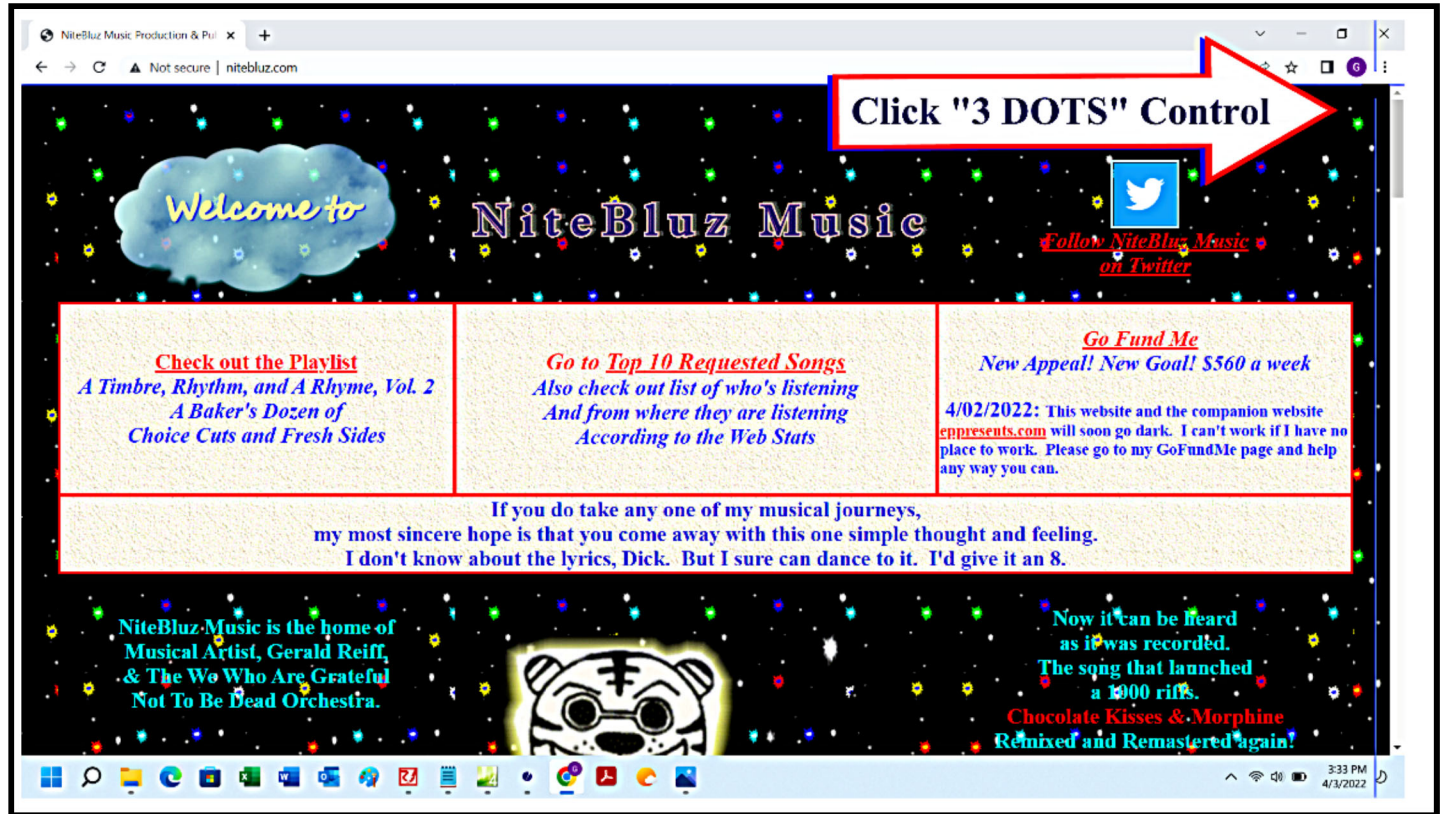 NiteBluz Music Production & Pul
Not secure | nitebluz.com
G
Click "3 DOTS" Control
Welcome to
NiteBluz Music
Follow NiteBluz Music
on Twitter
Check out the Playlist
A Timbre, Rhythm, and A Rhyme, Vol. 2
A Baker's Dozen of
Choice Cuts and Fresh Sides
Go to Top 10 Requested Songs
Also check out list of who's listening
And from where they are listening
According to the Web Stats
Go Fund Me
New Appeal! New Goal! $560 a week
4/02/2022: This website and the companion website
eppresents.com will soon go dark. I can't work if I have no
place to work. Please go to my GoFundMe page and help
any way you can.
If you do take any one of my musical journeys,
my most sincere hope is that you come away with this one simple thought and feeling.
I don't know about the lyrics, Dick. But I sure can dance to it. I'd give it an 8.
NiteBluz Music is the home of
Musical Artist, Gerald Reiff,
& The We Who Are Grateful
Not To Be Dead Orchestra.
Now it can be heard
as it was recorded.
The song that launched
a 1000 riffs.
Chocolate Kisses & Morphine
Remixed and Remastered again!
3:33 PM
4/3/2022